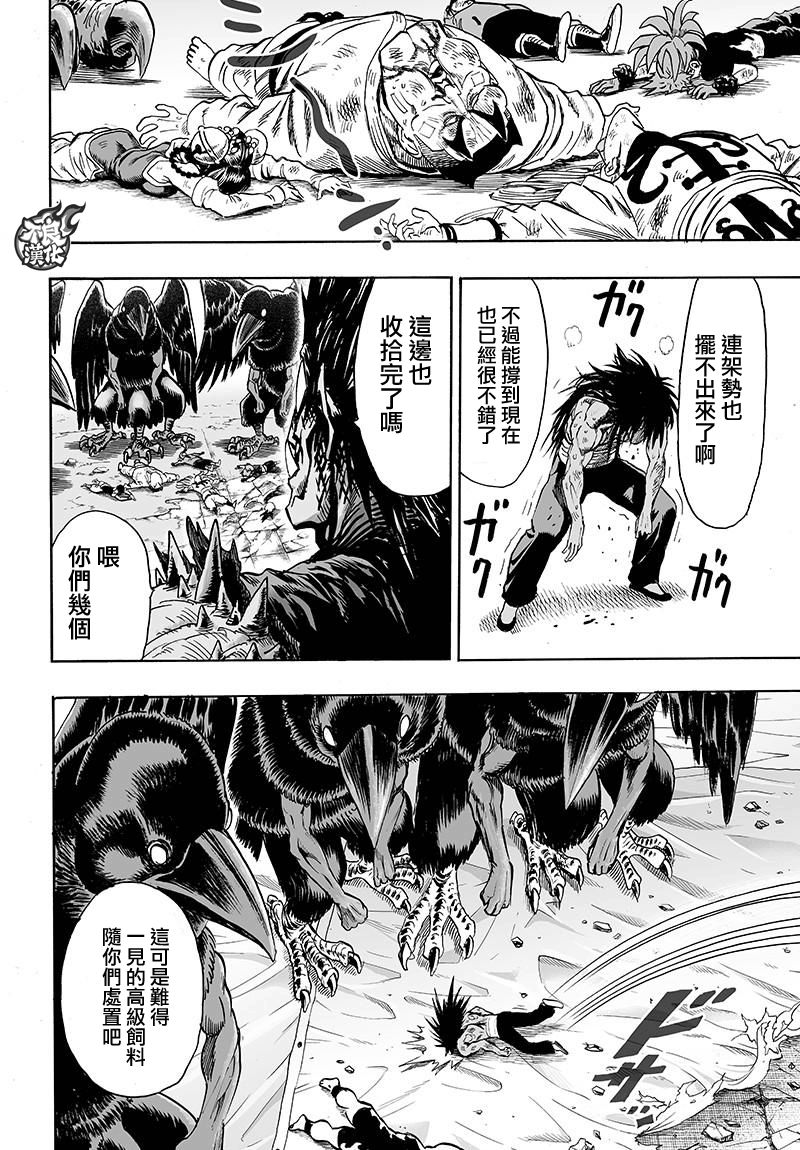 不浪
漢化
連架勢也
擺不出來了啊
不過能撐到現在
也已經很不錯了
ガク
ガク
ガク
這邊也
收拾完了嗎
喂
你們幾個
這可是難得
一見的高級飼料
隨你們處置吧
ドサ